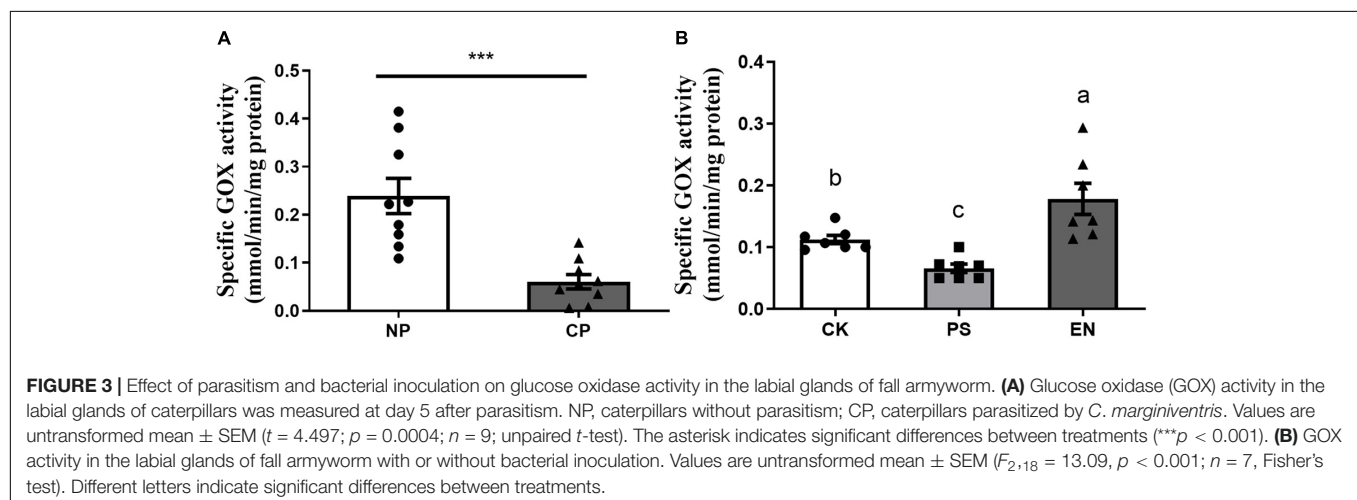 A
***
Specific GOX activity
(mmol/min/mg protein)
0.5
0.4
0.3
0.2
0.1
0.0
NP
CP
B
Specific GOX activity
(mmol/min/mg protein)
0.4
0.3
0.2
0.1
0.0
b
c
a
CK
PS
EN
FIGURE 3 | Effect of parasitism and bacterial inoculation on glucose oxidase activity in the labial glands of fall armyworm. (A) Glucose oxidase (GOX) activity in the
labial glands of caterpillars was measured at day 5 after parasitism. NP, caterpillars without parasitism; CP, caterpillars parasitized by C. marginiventris. Values are
untransformed mean ± SEM (t = 4.497; p = 0.0004; n = 9; unpaired t-test). The asterisk indicates significant differences between treatments (***p < 0.001). (B) GOX
activity in the labial glands of fall armyworm with or without bacterial inoculation. Values are untransformed mean ± SEM (F2,18 = 13.09, p < 0.001; n = 7, Fisher's
test). Different letters indicate significant differences between treatments.